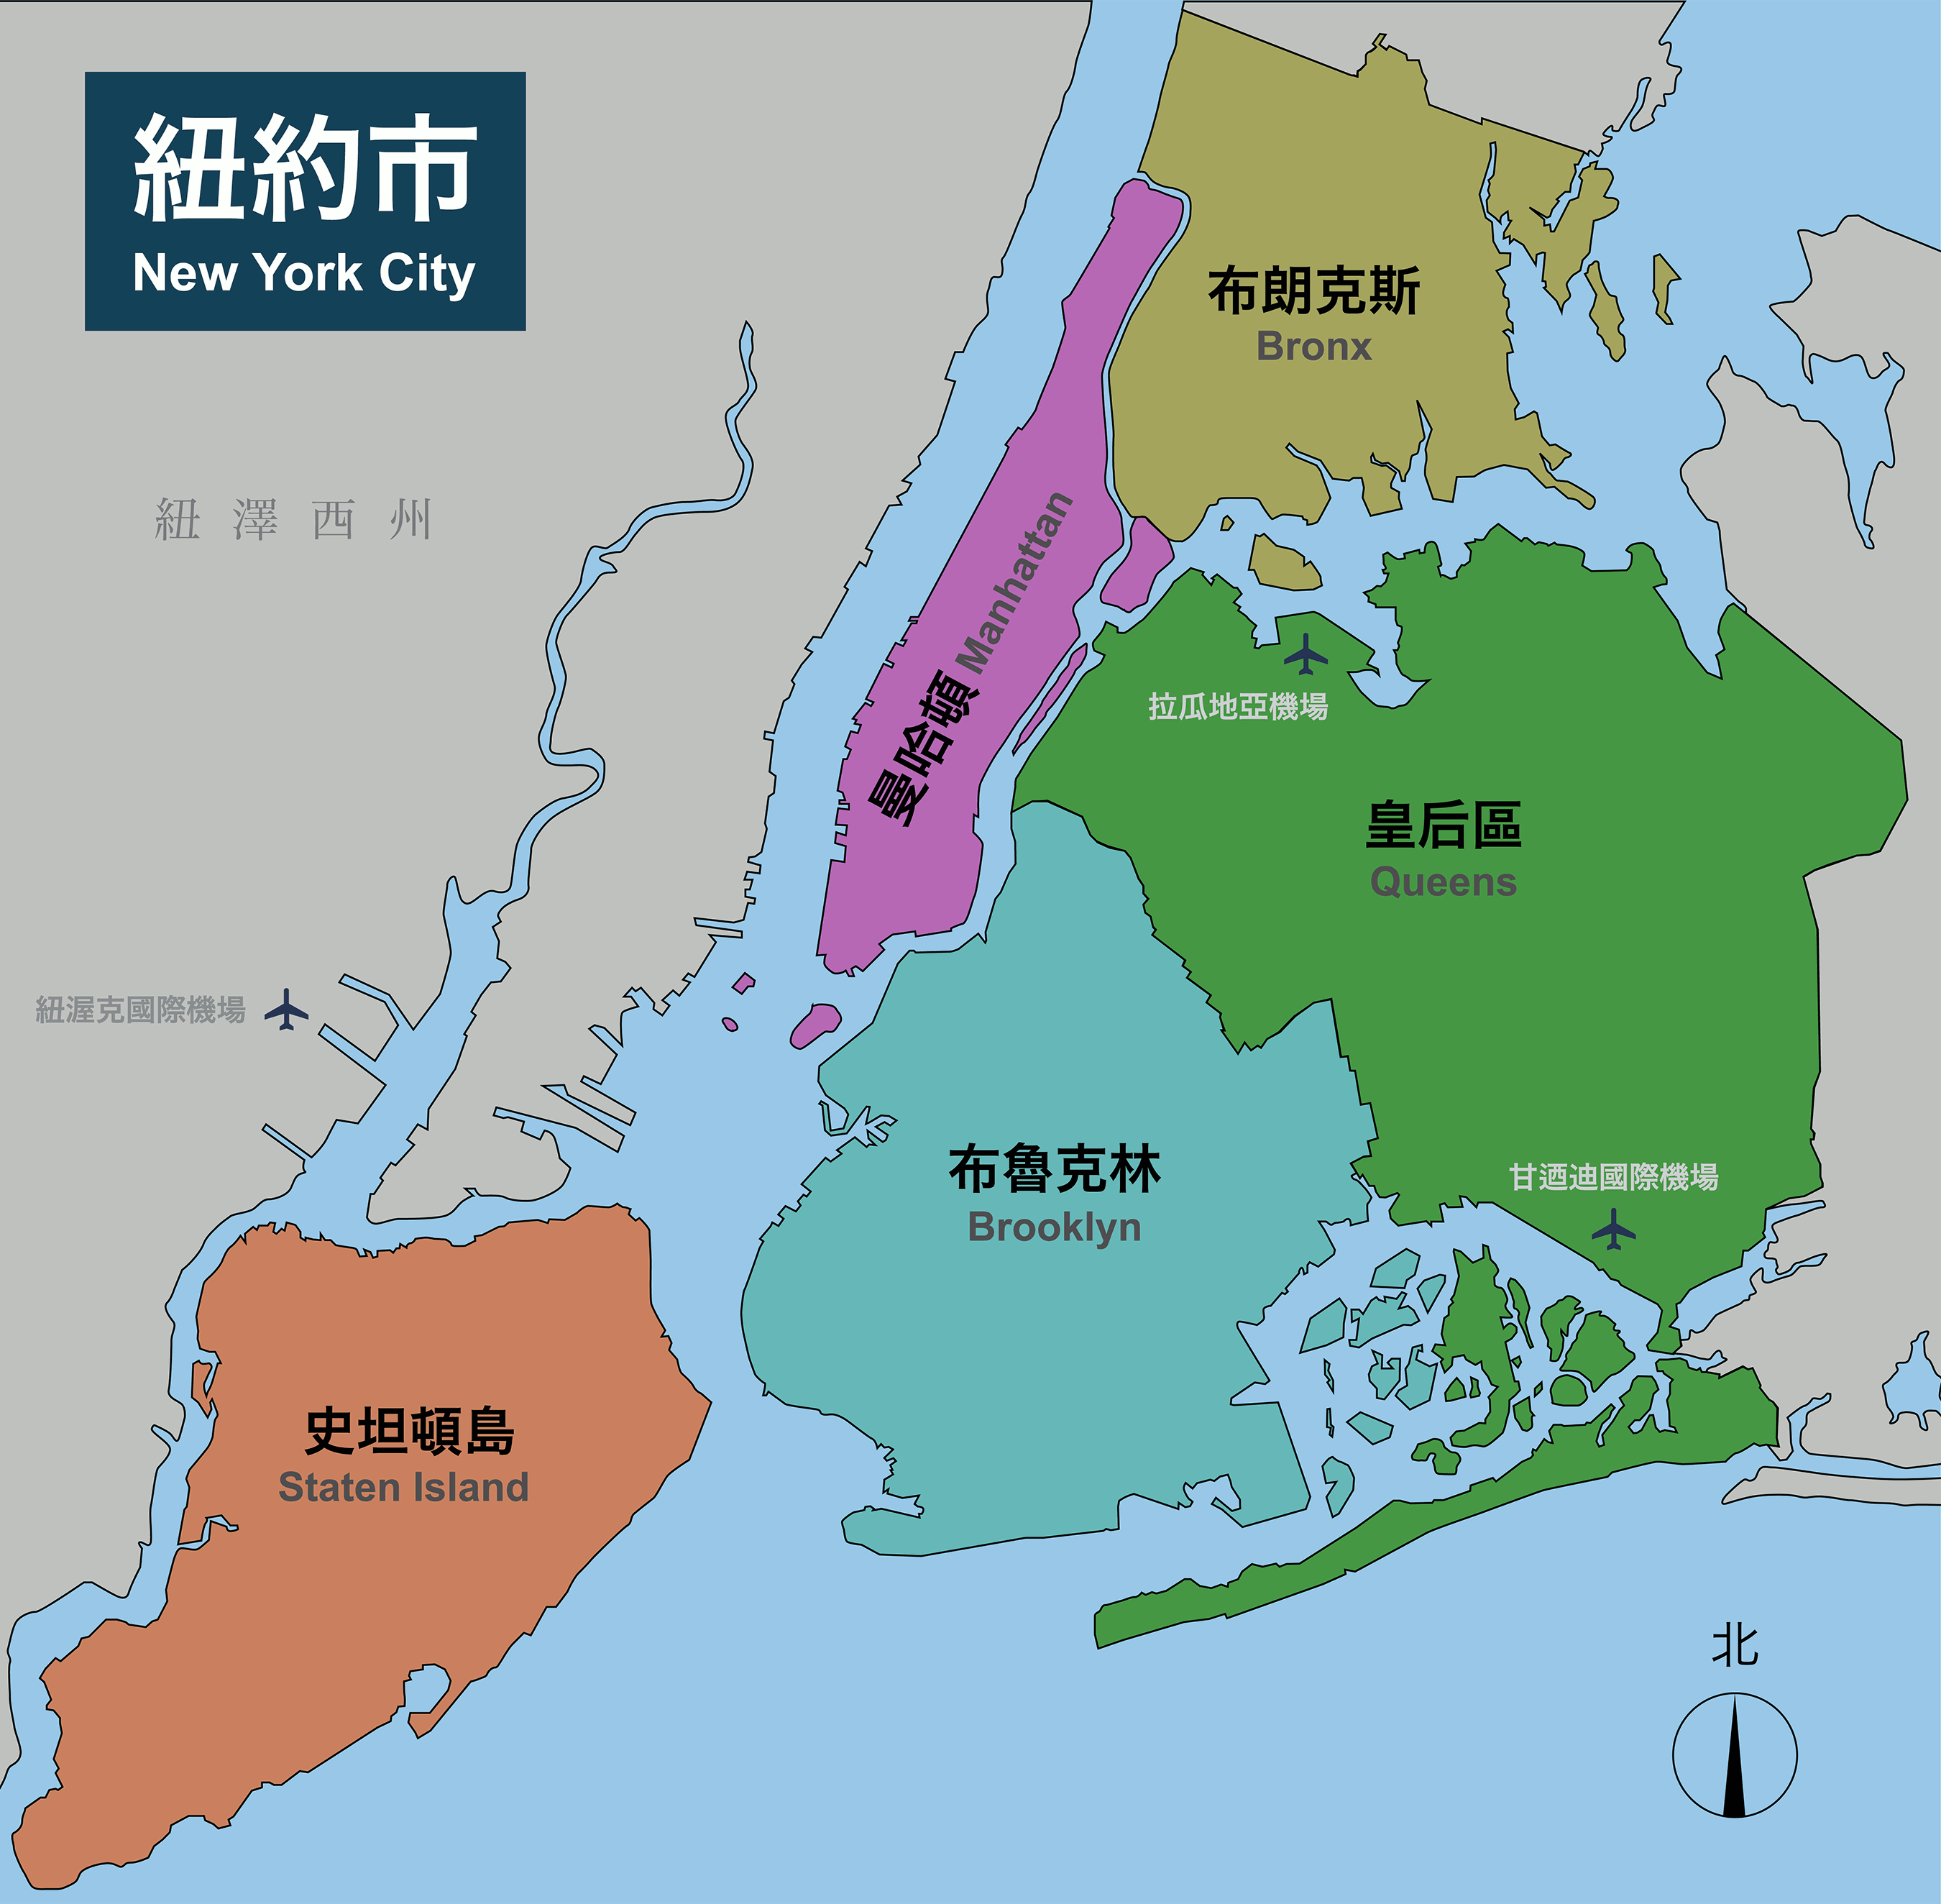 紐約市
New York City
布朗克斯
Bronx
紐澤西州
曼哈頓 Manhattan
拉瓜地亞機場
皇后區
Queens
紐渥克國際機場
布魯克林
Brooklyn
甘迺迪國際機場
史坦頓島
Staten Island
北